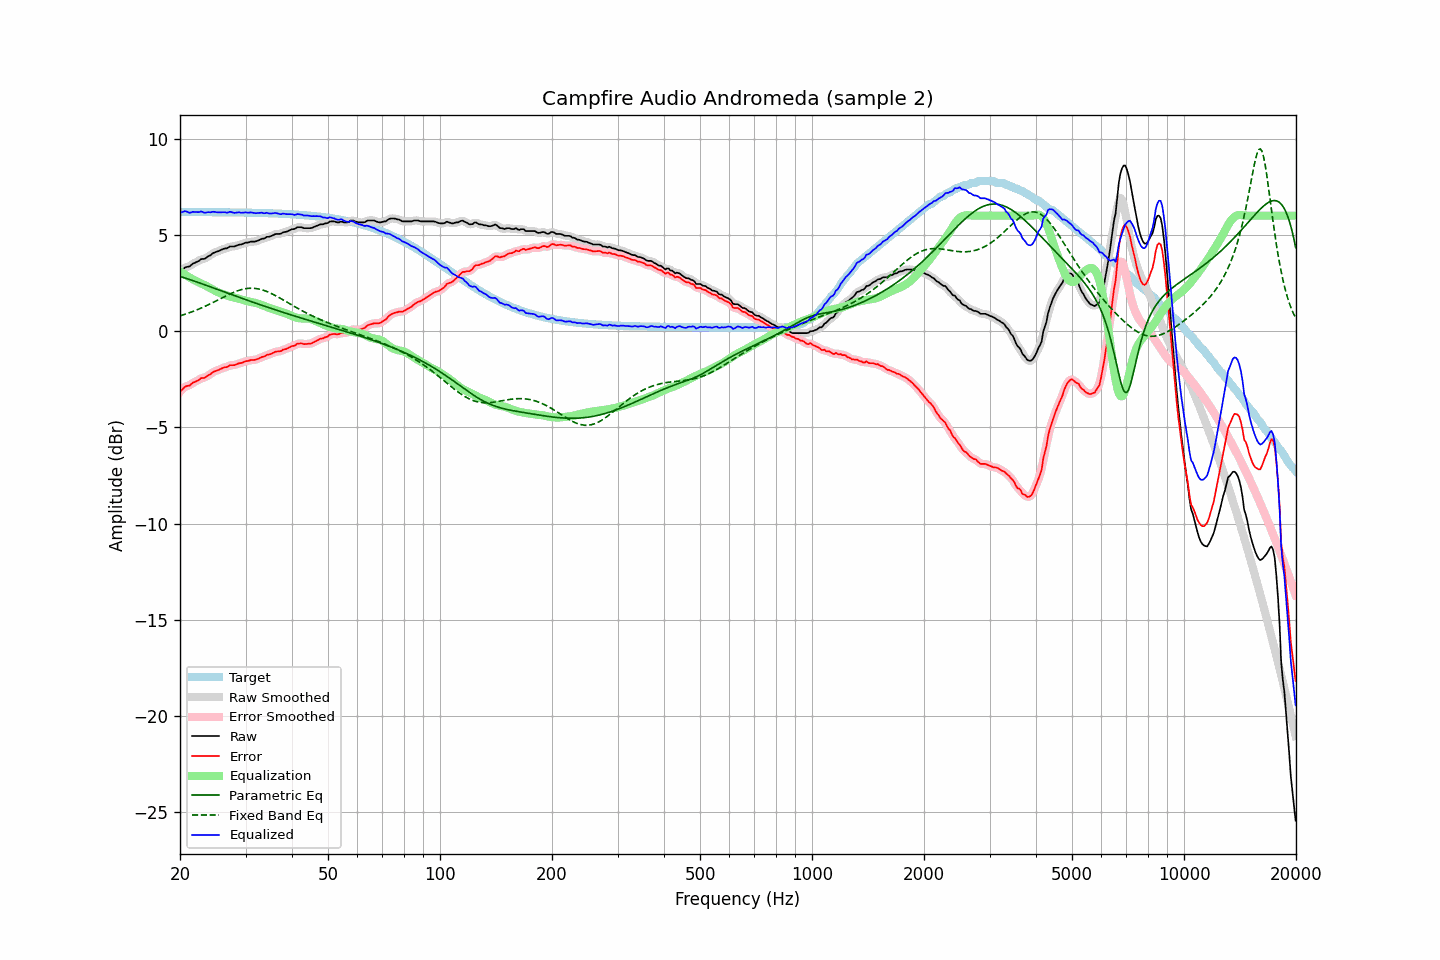 Campfire Audio Andromeda (sample 2)
Amplitude (dBr)
10
5
0
−5
−10
−15
−20
−25
Target
Raw Smoothed
Error Smoothed
Raw
Error
Equalization
Parametric Eq
Fixed Band Eq
Equalized
20 50 100 200 500 1000 2000 5000 10000 20000
Frequency (Hz)